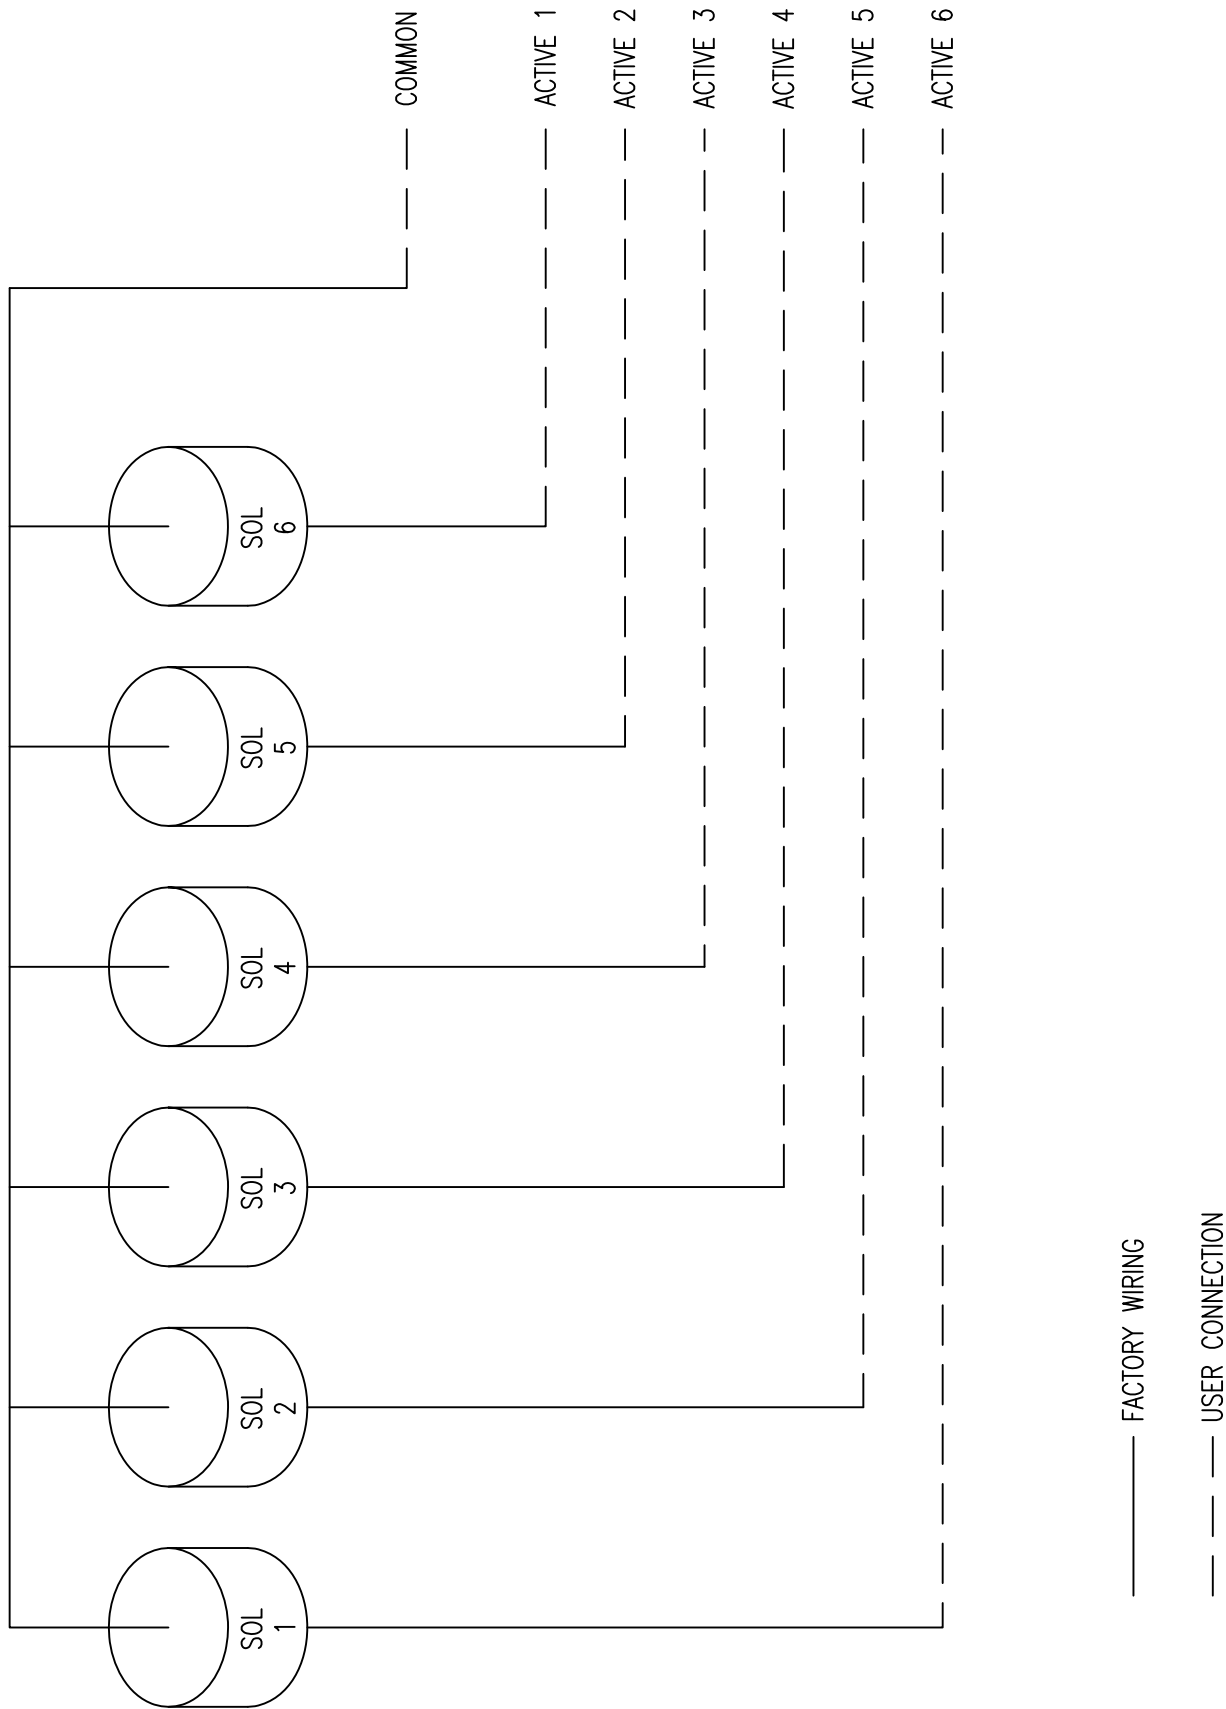 COMMON
ACTIVE 1
ACTIVE 2
ACTIVE 3
ACTIVE 4
ACTIVE 5
ACTIVE 6
SOL
1
SOL
2
SOL
3
SOL
4
SOL
5
SOL
6
FACTORY WIRING
USER CONNECTION